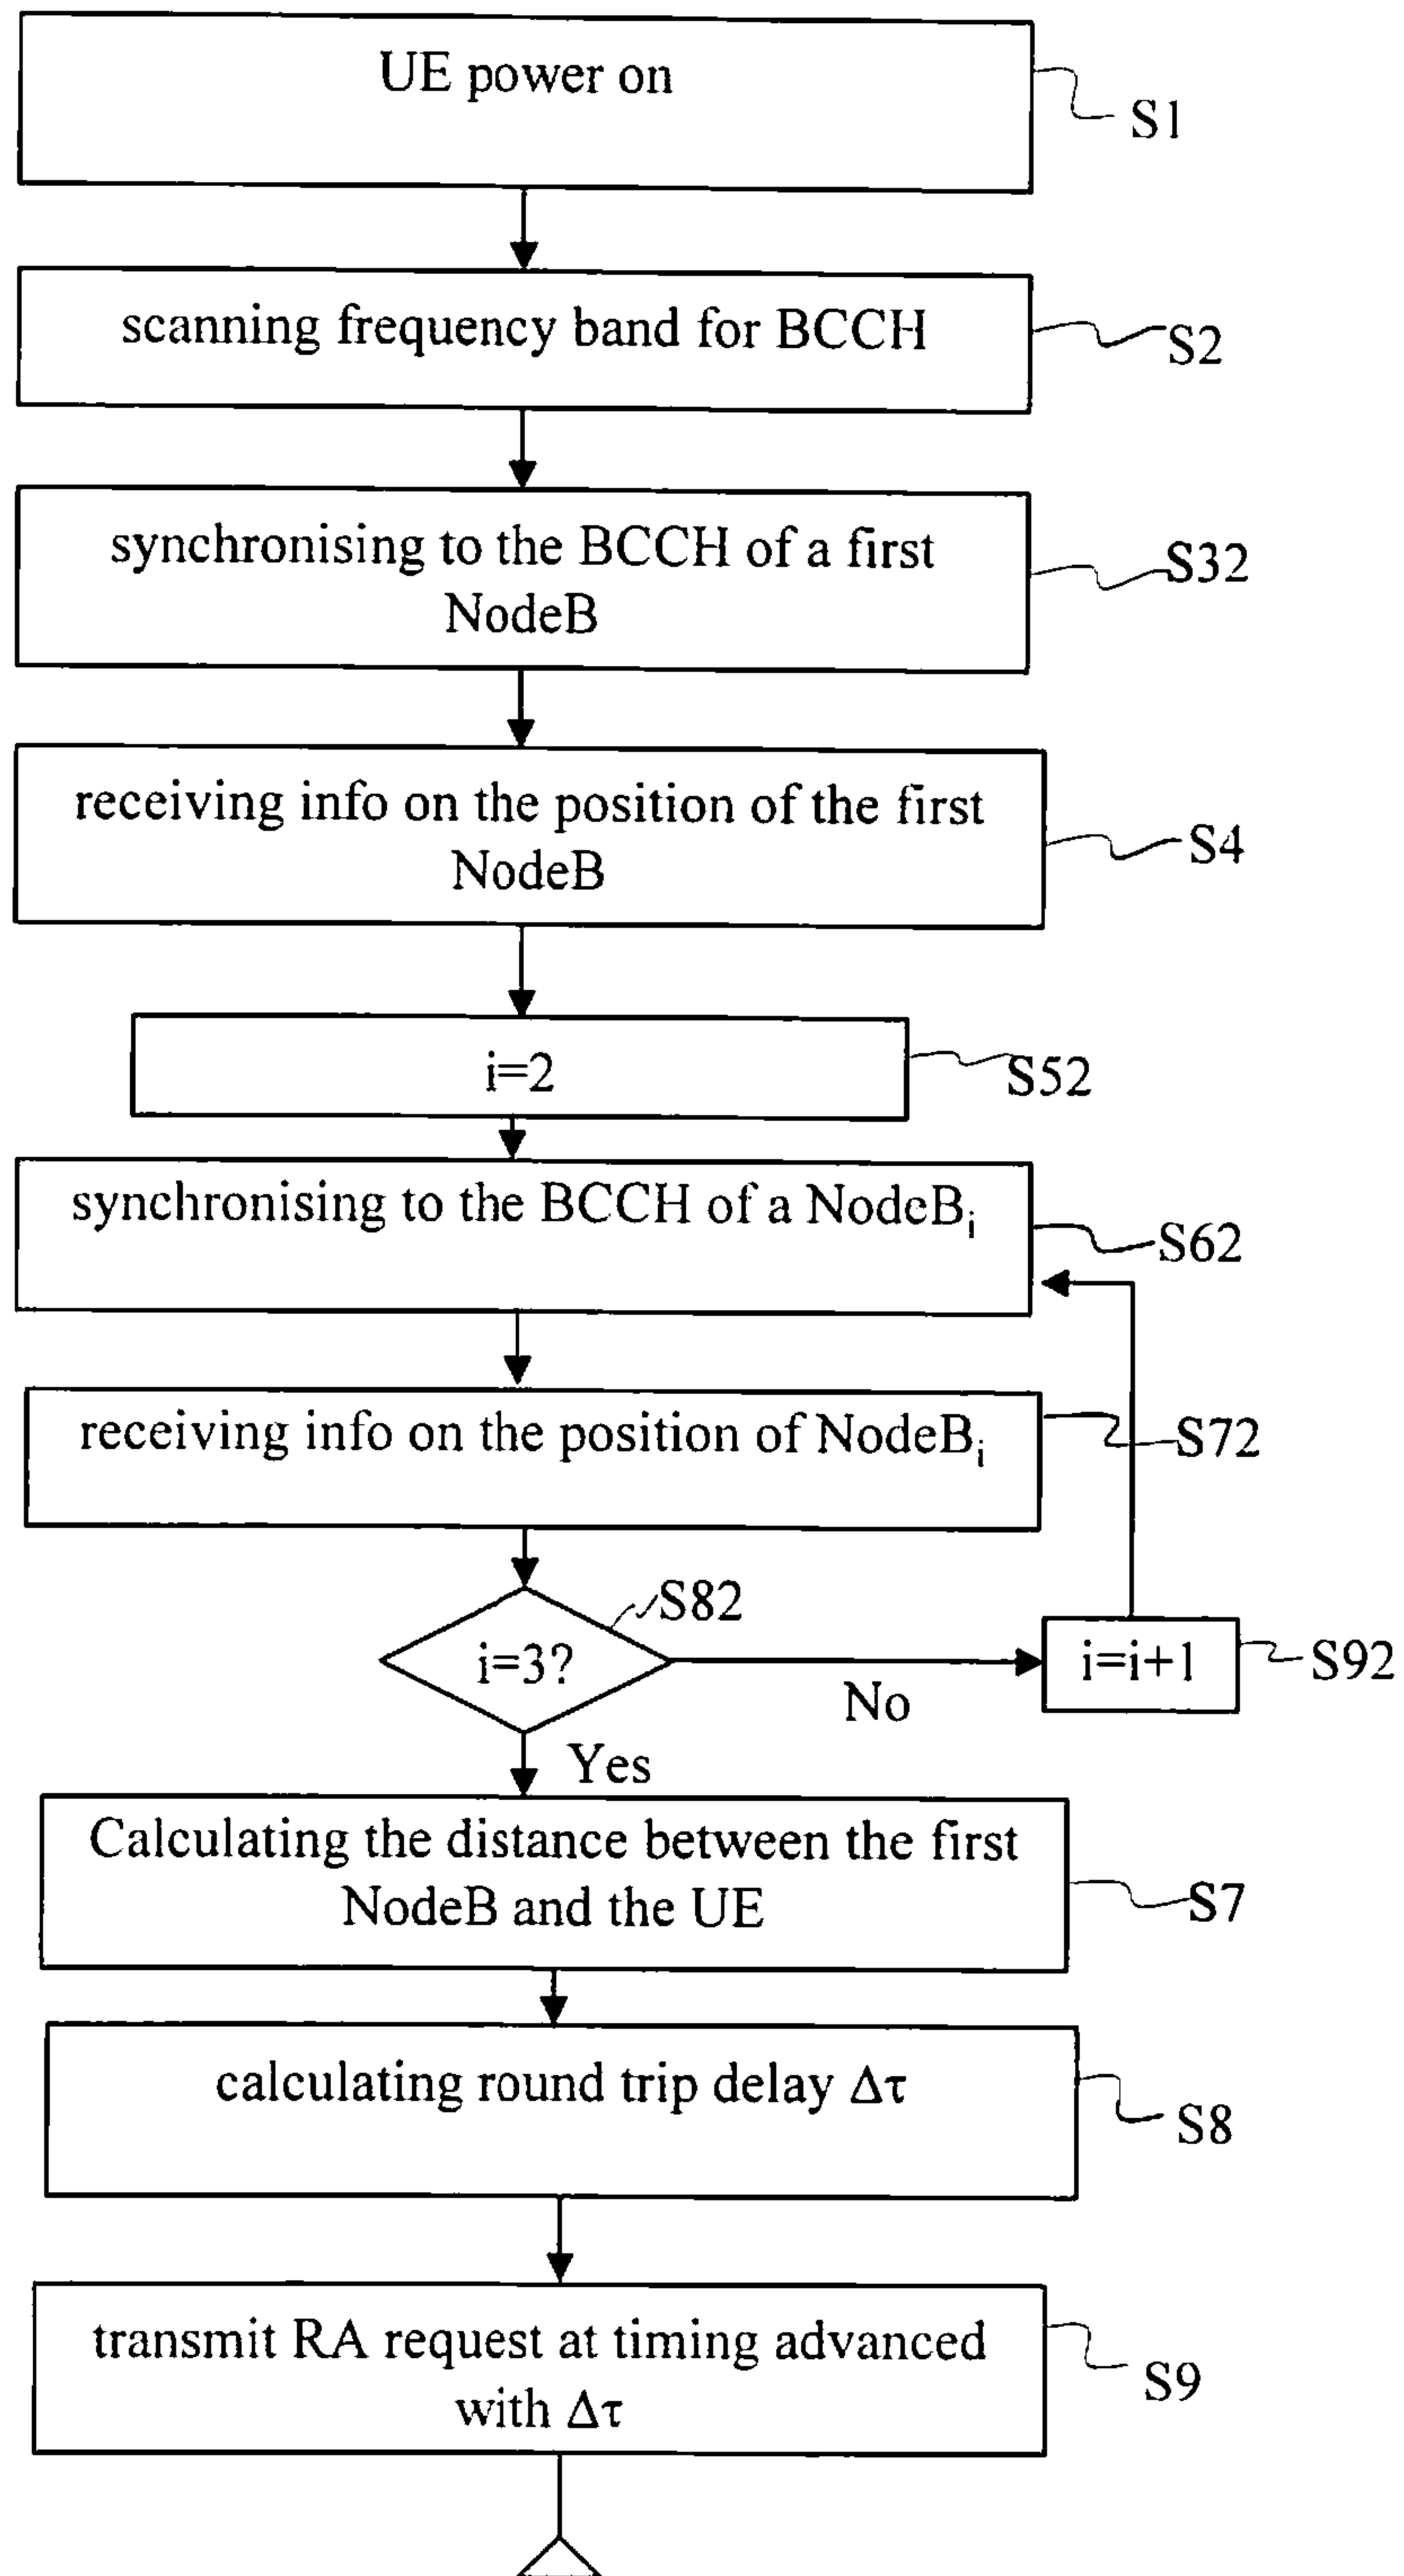 UE power on
S1
scanning frequency band for BCCH
S2
synchronising to the BCCH of a first
NodeB
S32
receiving info on the position of the first
NodeB
S4
i=2
S52
synchronising to the BCCH of a NodeBᵢ
S62
receiving info on the position of NodeBᵢ
S72
S82
i=3?
No
i=i+1
S92
Yes
Calculating the distance between the first
NodeB and the UE
S7
calculating round trip delay Δτ
S8
transmit RA request at timing advanced
with Δτ
S9